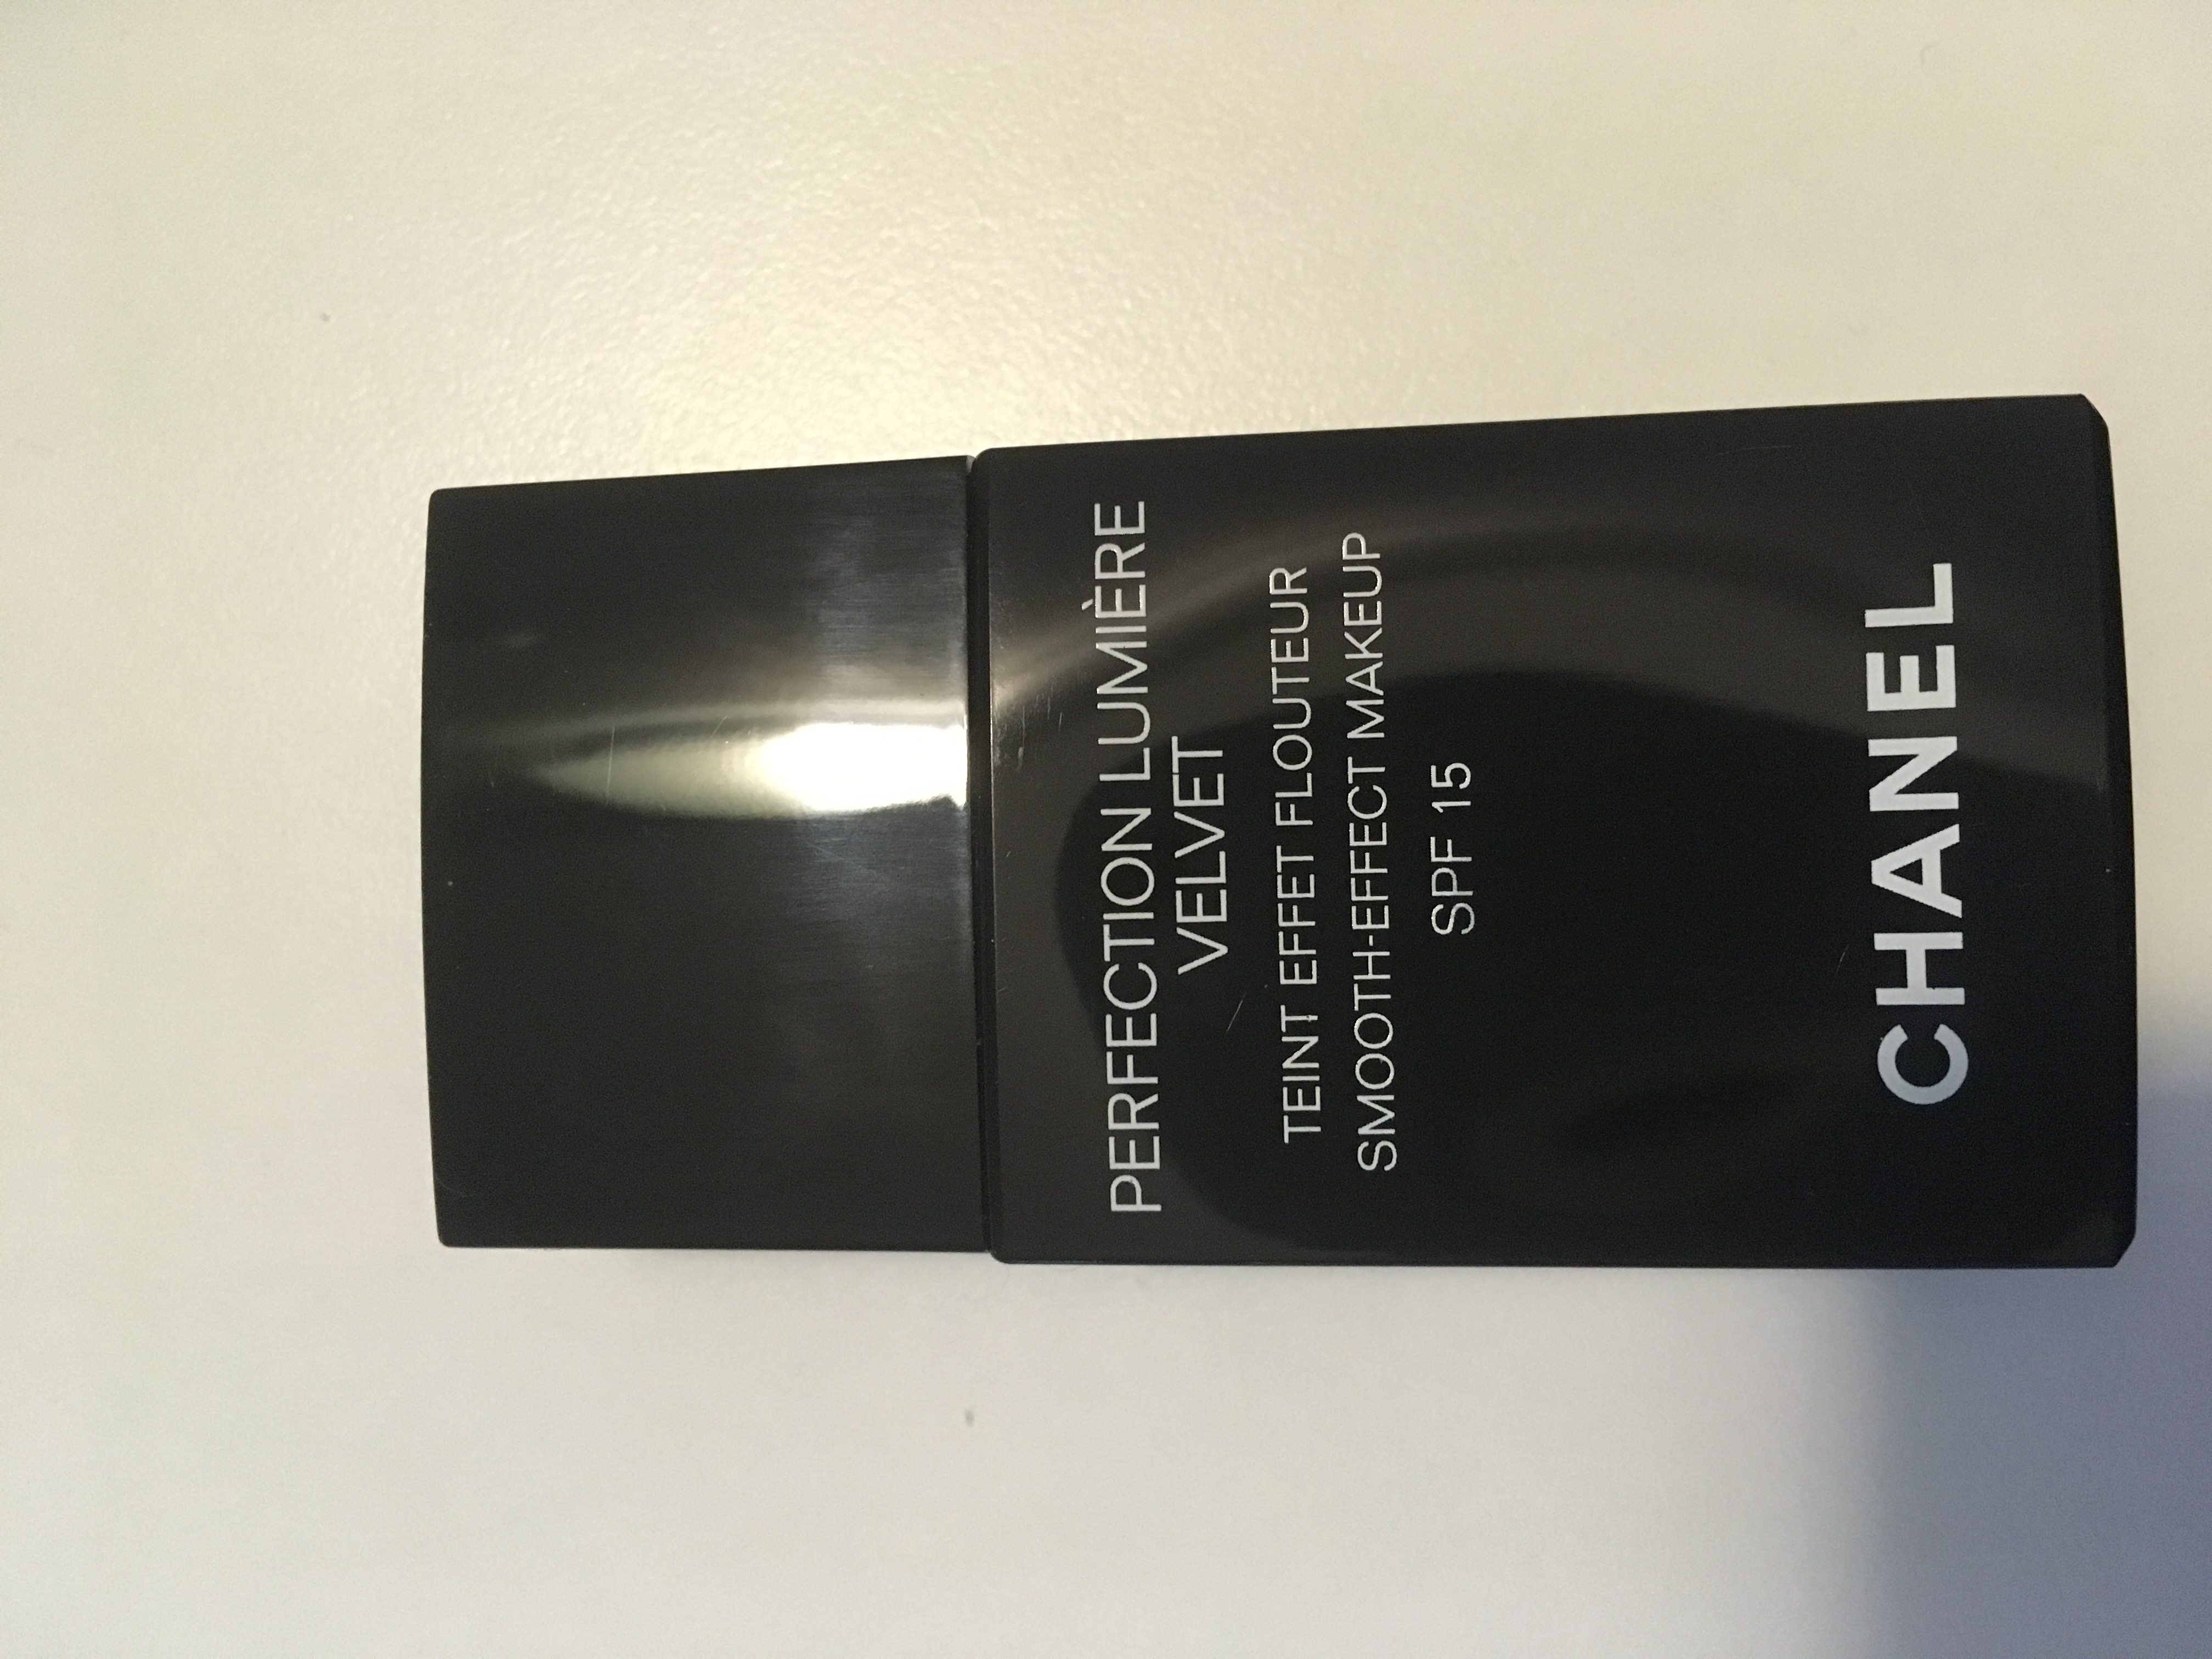 PERFECTION LUMIÈRE
VELVET
TEINT EFFET FLOUTEUR
SMOOTH-EFFECT MAKEUP
SPF 15
CHANEL